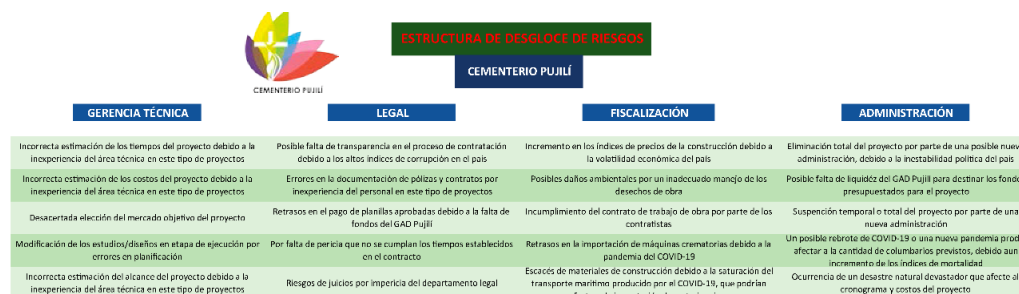 ESTRUCTURA DE DESGLOCE DE RIESGOS
CEMENTERIO PUJILÍ
CEMENTERIO PUJILÍ
GERENCIA TÉCNICA
LEGAL
FISCALIZACIÓN
ADMINISTRACIÓN
Incorrecta estimación de los tiempos del proyecto debido a la
inexperiencia del área técnica en este tipo de proyectos
Posible falta de transparencia en el proceso de contratación
debido a los altos indices de corrupción en el país
Incremento en los índices de precios de la construcción debido a
la volatilidad económica del país
Eliminación total del proyecto por parte de una posible
administración, debido a la inestabilidad política del país
Incorrecta estimación de los costos del proyecto debido a la
inexperiencia del área técnica en este tipo de proyectos
Errores en la documentación de pólizas y contratos por
inexperiencia del personal en este tipo de proyectos
Posibles daños ambientales por un inadecuado manejo de los
desechos de obra
Posible falta de liquidéz del GAD Pujilí para destinar los
presupuestados para el proyecto
Desacertada elección del mercado objetivo del proyecto
Retrasos en el pago de planillas aprobadas debido a la falta de
fondos del GAD Pujilí
Incumplimiento del contrato de trabajo de obra por parte de los
contratistas
Suspención temporal o total del proyecto por parte de una
nueva administración
Modificación de los estudios/diseños en etapa de ejecución por
errores en planificación
Por falta de pericia que no se cumplan los tiempos establecidos
en el contrato
Retrasos en la importación de máquinas crematorias debido a la
pandemia del COVID-19
Un posible rebrote de COVID-19 o una nueva pandemia
afectar a la cantidad de columbarios previstos, debido aun
incremento de los índices de mortalidad
Incorrecta estimación del alcance del proyecto debido a la
inexperiencia del área técnica en este tipo de proyectos
Riesgos de juicios por impericia del departamento legal
Escacés de materiales de construcción debido a la saturación del
transporte marítimo producido por el COVID-19, que podrían
Ocurrencia de un desastre natural devastador que afecte al
cronograma y costos del proyecto